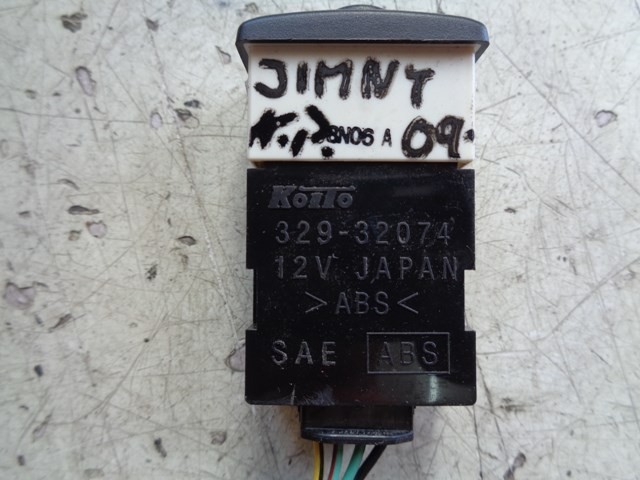 JIMNY
8N06 A 09
KOITO
329-32074
12V JAPAN
>ABS<
SAE ABS